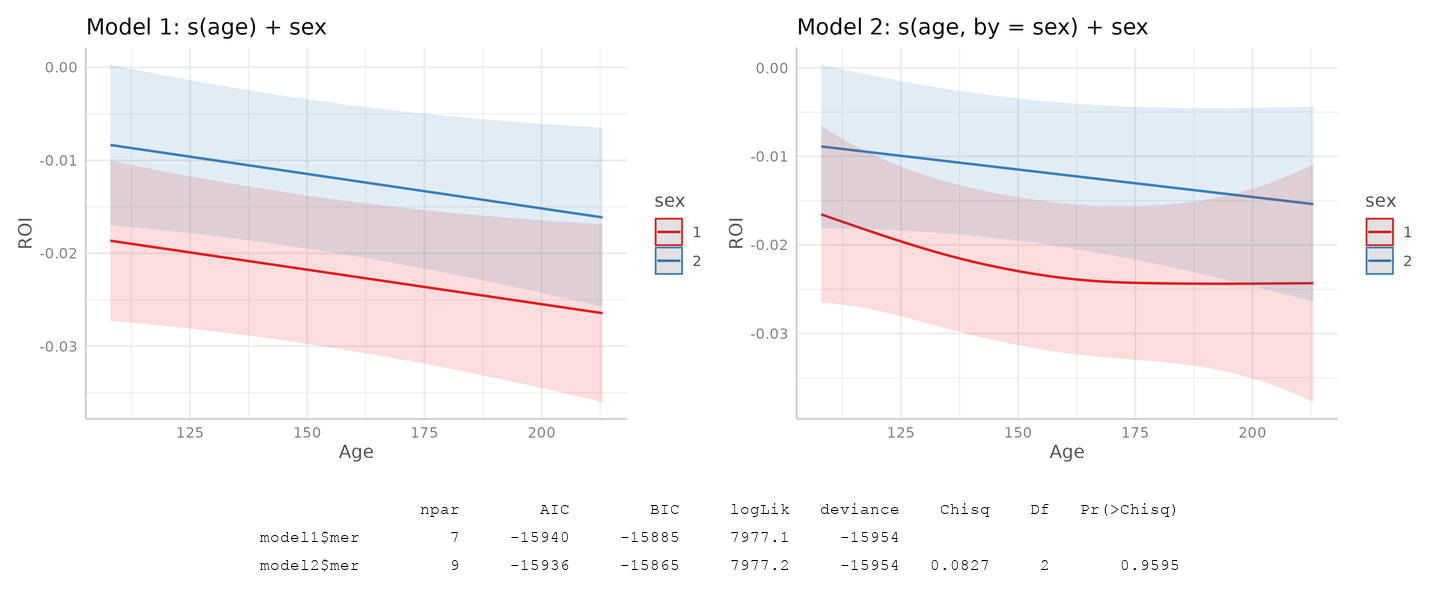 Model 1: s(age) + sex
0.00
-0.01
-0.02
-0.03
ROI
125 150 175 200
Age
sex
1
2
Model 2: s(age, by = sex) + sex
0.00
-0.01
-0.02
-0.03
ROI
125 150 175 200
Age
sex
1
2
npar AIC BIC logLik deviance Chisq Df Pr(>Chisq)
model1$mer 7 -15940 -15885 7977.1 -15954
model2$mer 9 -15936 -15865 7977.2 -15954 0.0827 2 0.9595